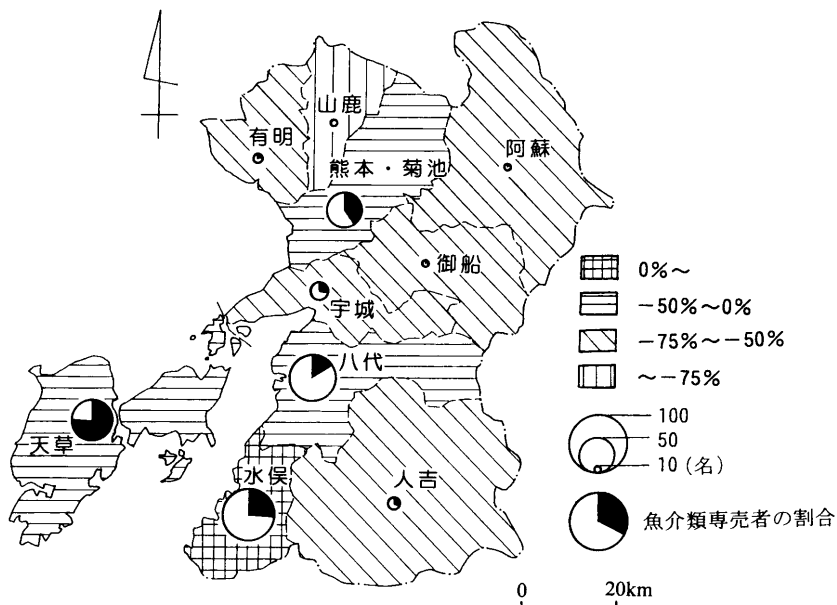 山鹿
有明
阿蘇
熊本・菊池
御船
宇城
八代
天草
水俣
人吉
0%~
-50%~0%
-75%~-50%
~-75%
100
50
10(名)
魚介類専売者の割合
0 20km